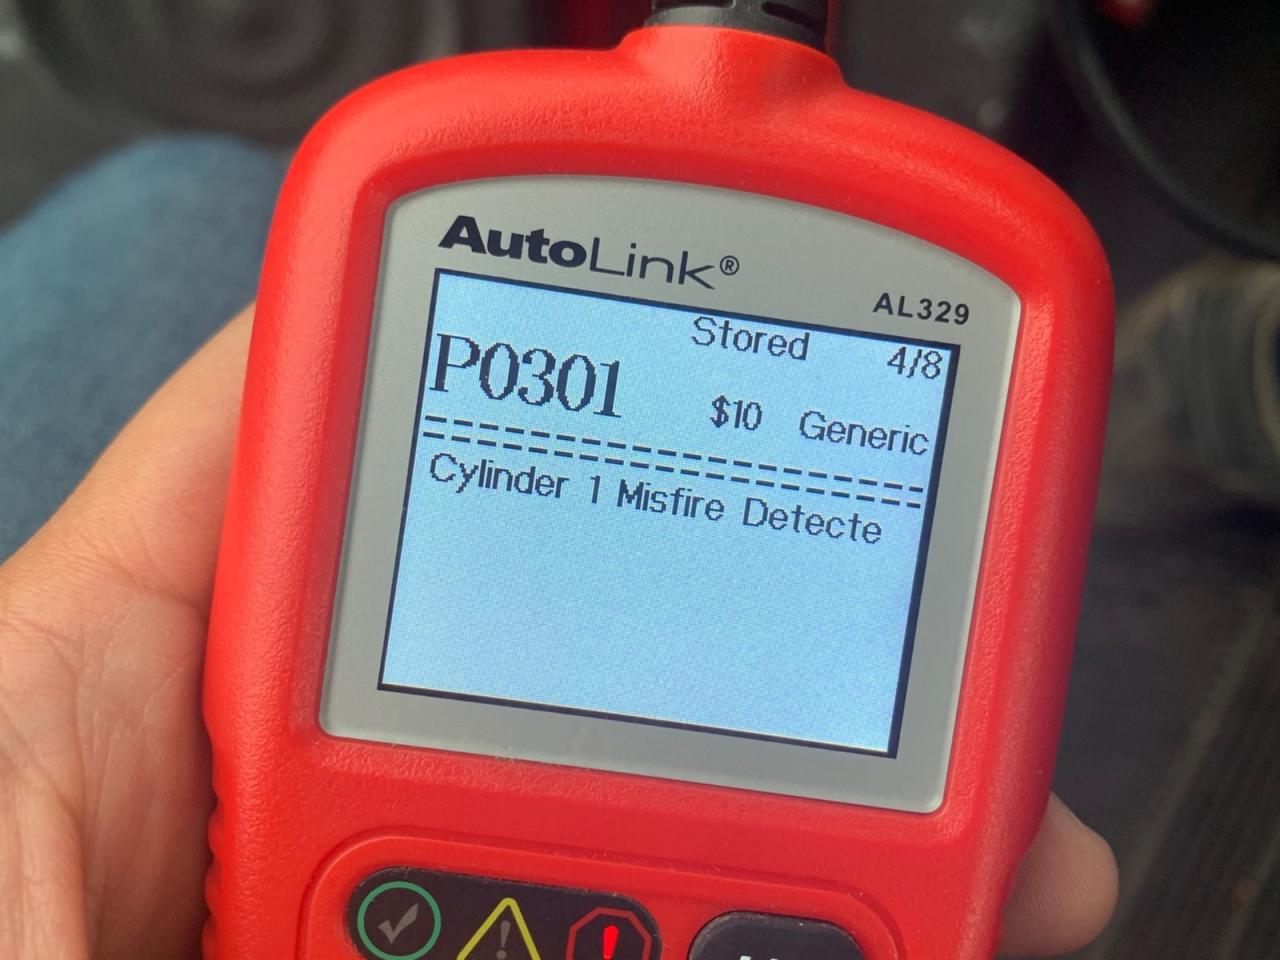 AutoLink®
AL329
Stored 4/8
P0301 $10 Generic
====================
Cylinder 1 Misfire Detecte